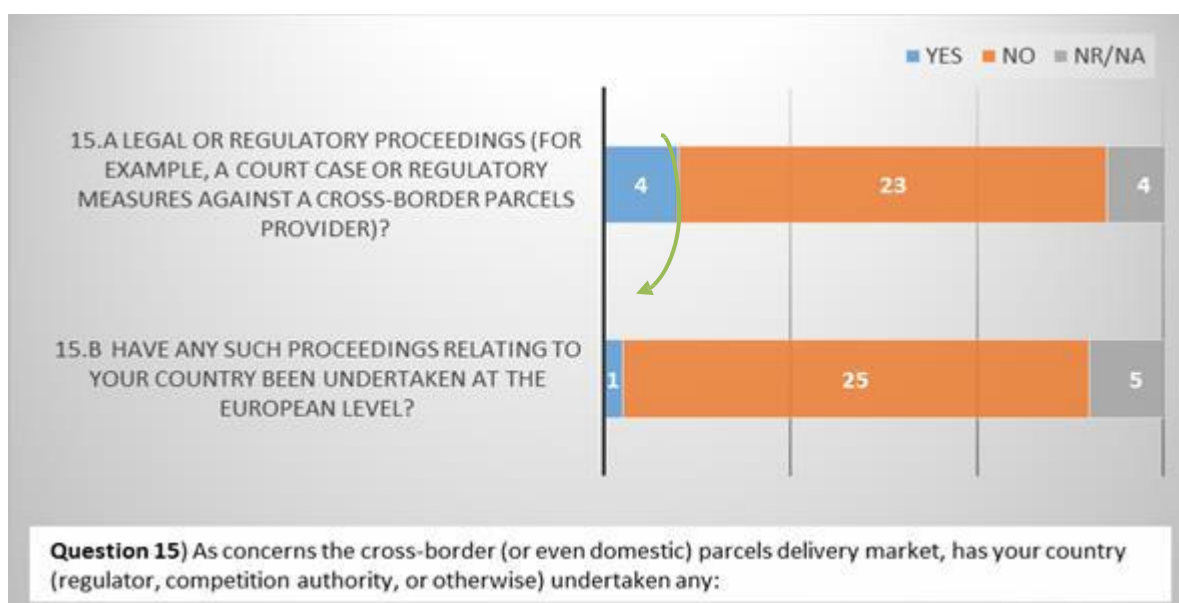 YES NO NR/NA
15.A LEGAL OR REGULATORY PROCEEDINGS (FOR
EXAMPLE, A COURT CASE OR REGULATORY
MEASURES AGAINST A CROSS-BORDER PARCELS
PROVIDER)?
4 23 4
15.B HAVE ANY SUCH PROCEEDINGS RELATING TO
YOUR COUNTRY BEEN UNDERTAKEN AT THE
EUROPEAN LEVEL?
1 25 5
Question 15) As concerns the cross-border (or even domestic) parcels delivery market, has your country
(regulator, competition authority, or otherwise) undertaken any: